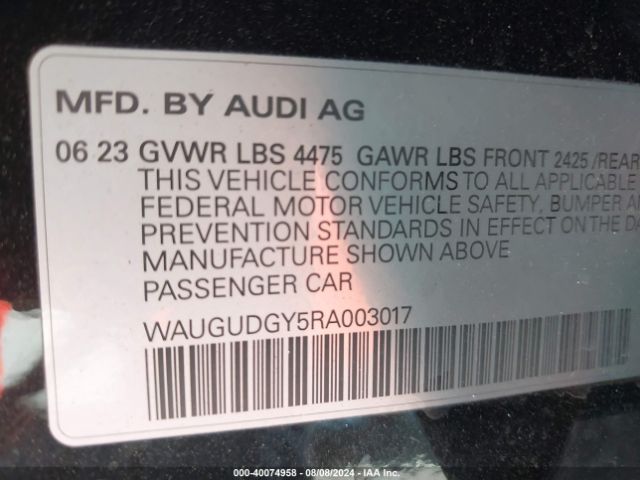 MFD. BY AUDI AG
06 23 GVWR LBS 4475 GAWR LBS FRONT 2425 /REAR
THIS VEHICLE CONFORMS TO ALL APPLICABLE
FEDERAL MOTOR VEHICLE SAFETY, BUMPER
PREVENTION STANDARDS IN EFFECT ON THE
MANUFACTURE SHOWN ABOVE
PASSENGER CAR
WAUGUDGY5RA003017
000-40074958 - 08/08/2024 - IAA Inc.